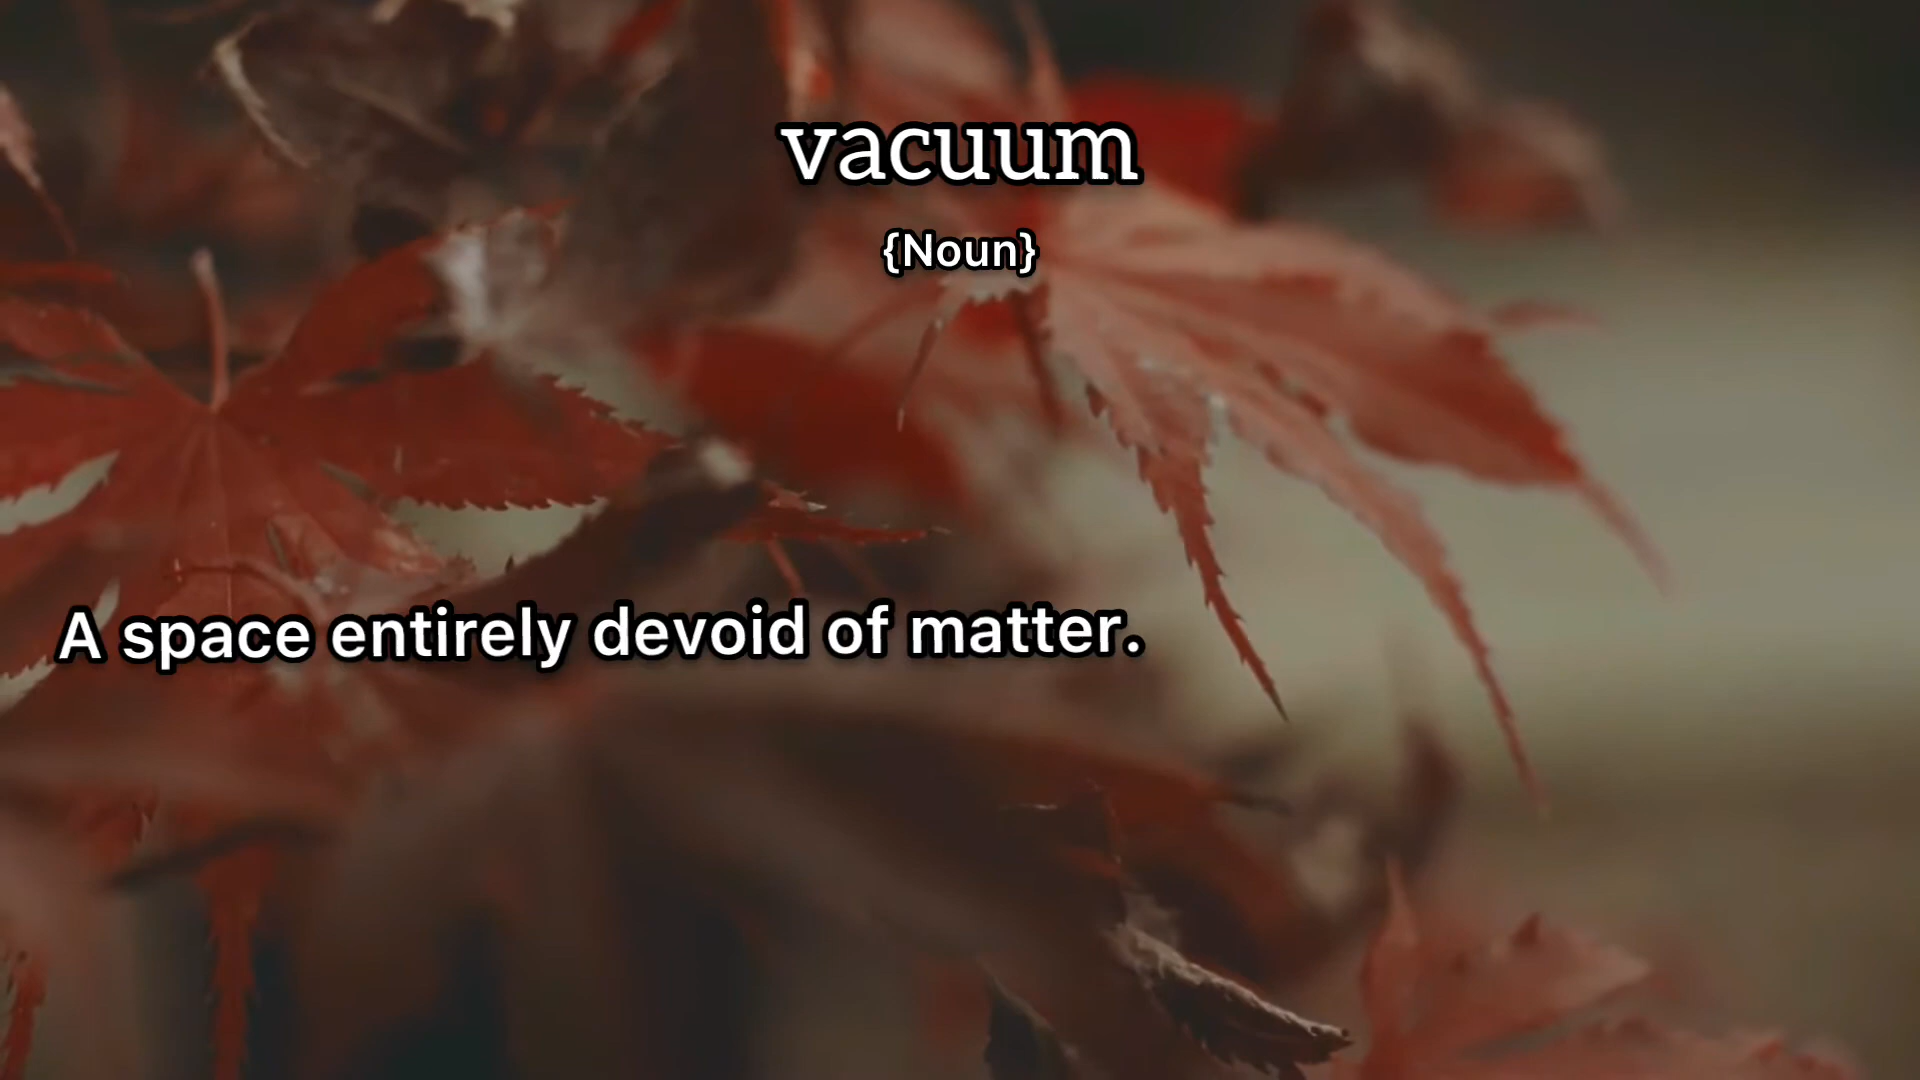 vacuum
{Noun}
A space entirely devoid of matter.